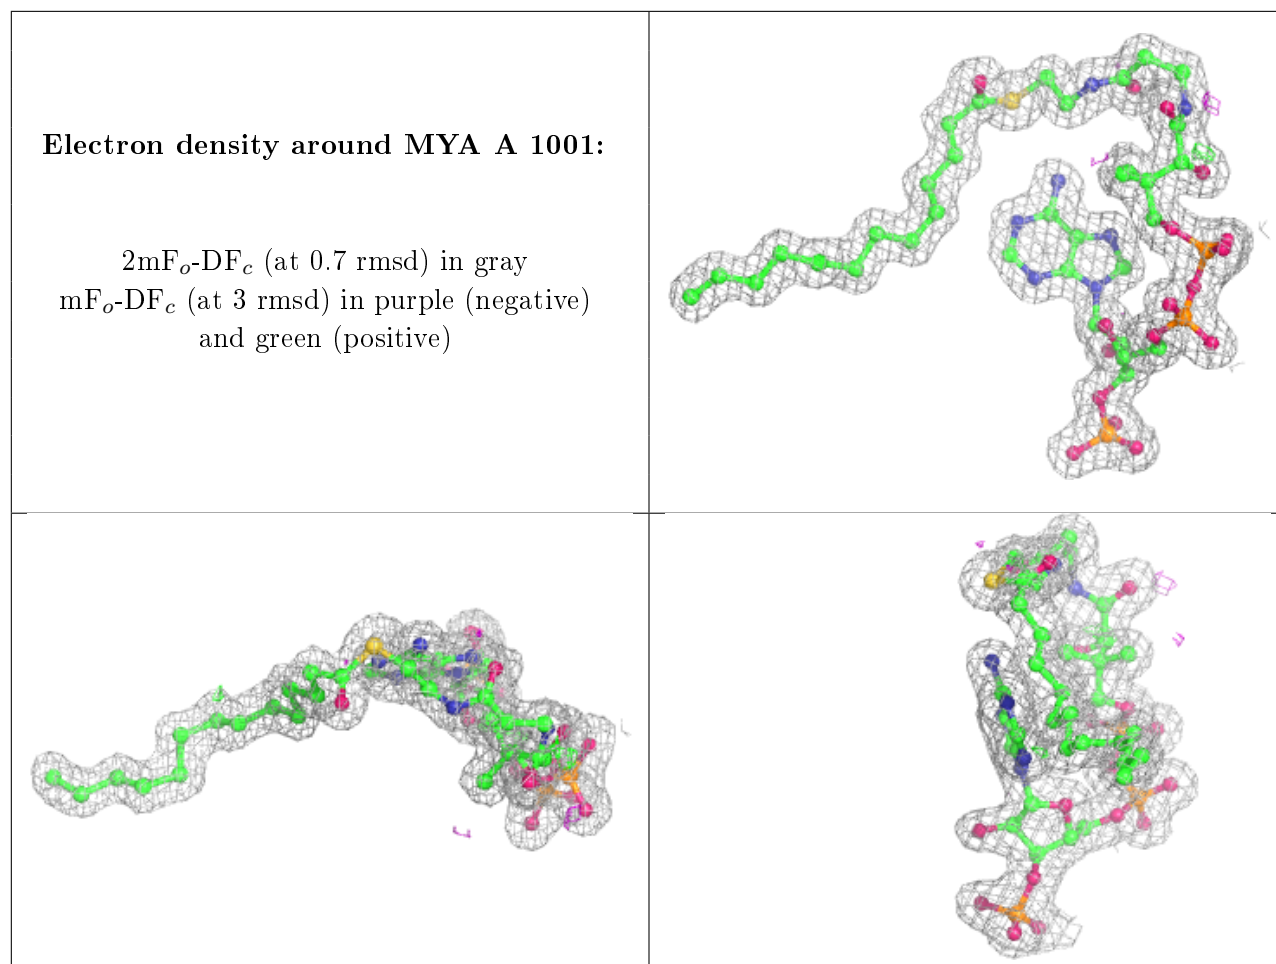 Electron density around MYA A 1001:
2mFo-DFc (at 0.7 rmsd) in gray
mFo-DFc (at 3 rmsd) in purple (negative)
and green (positive)